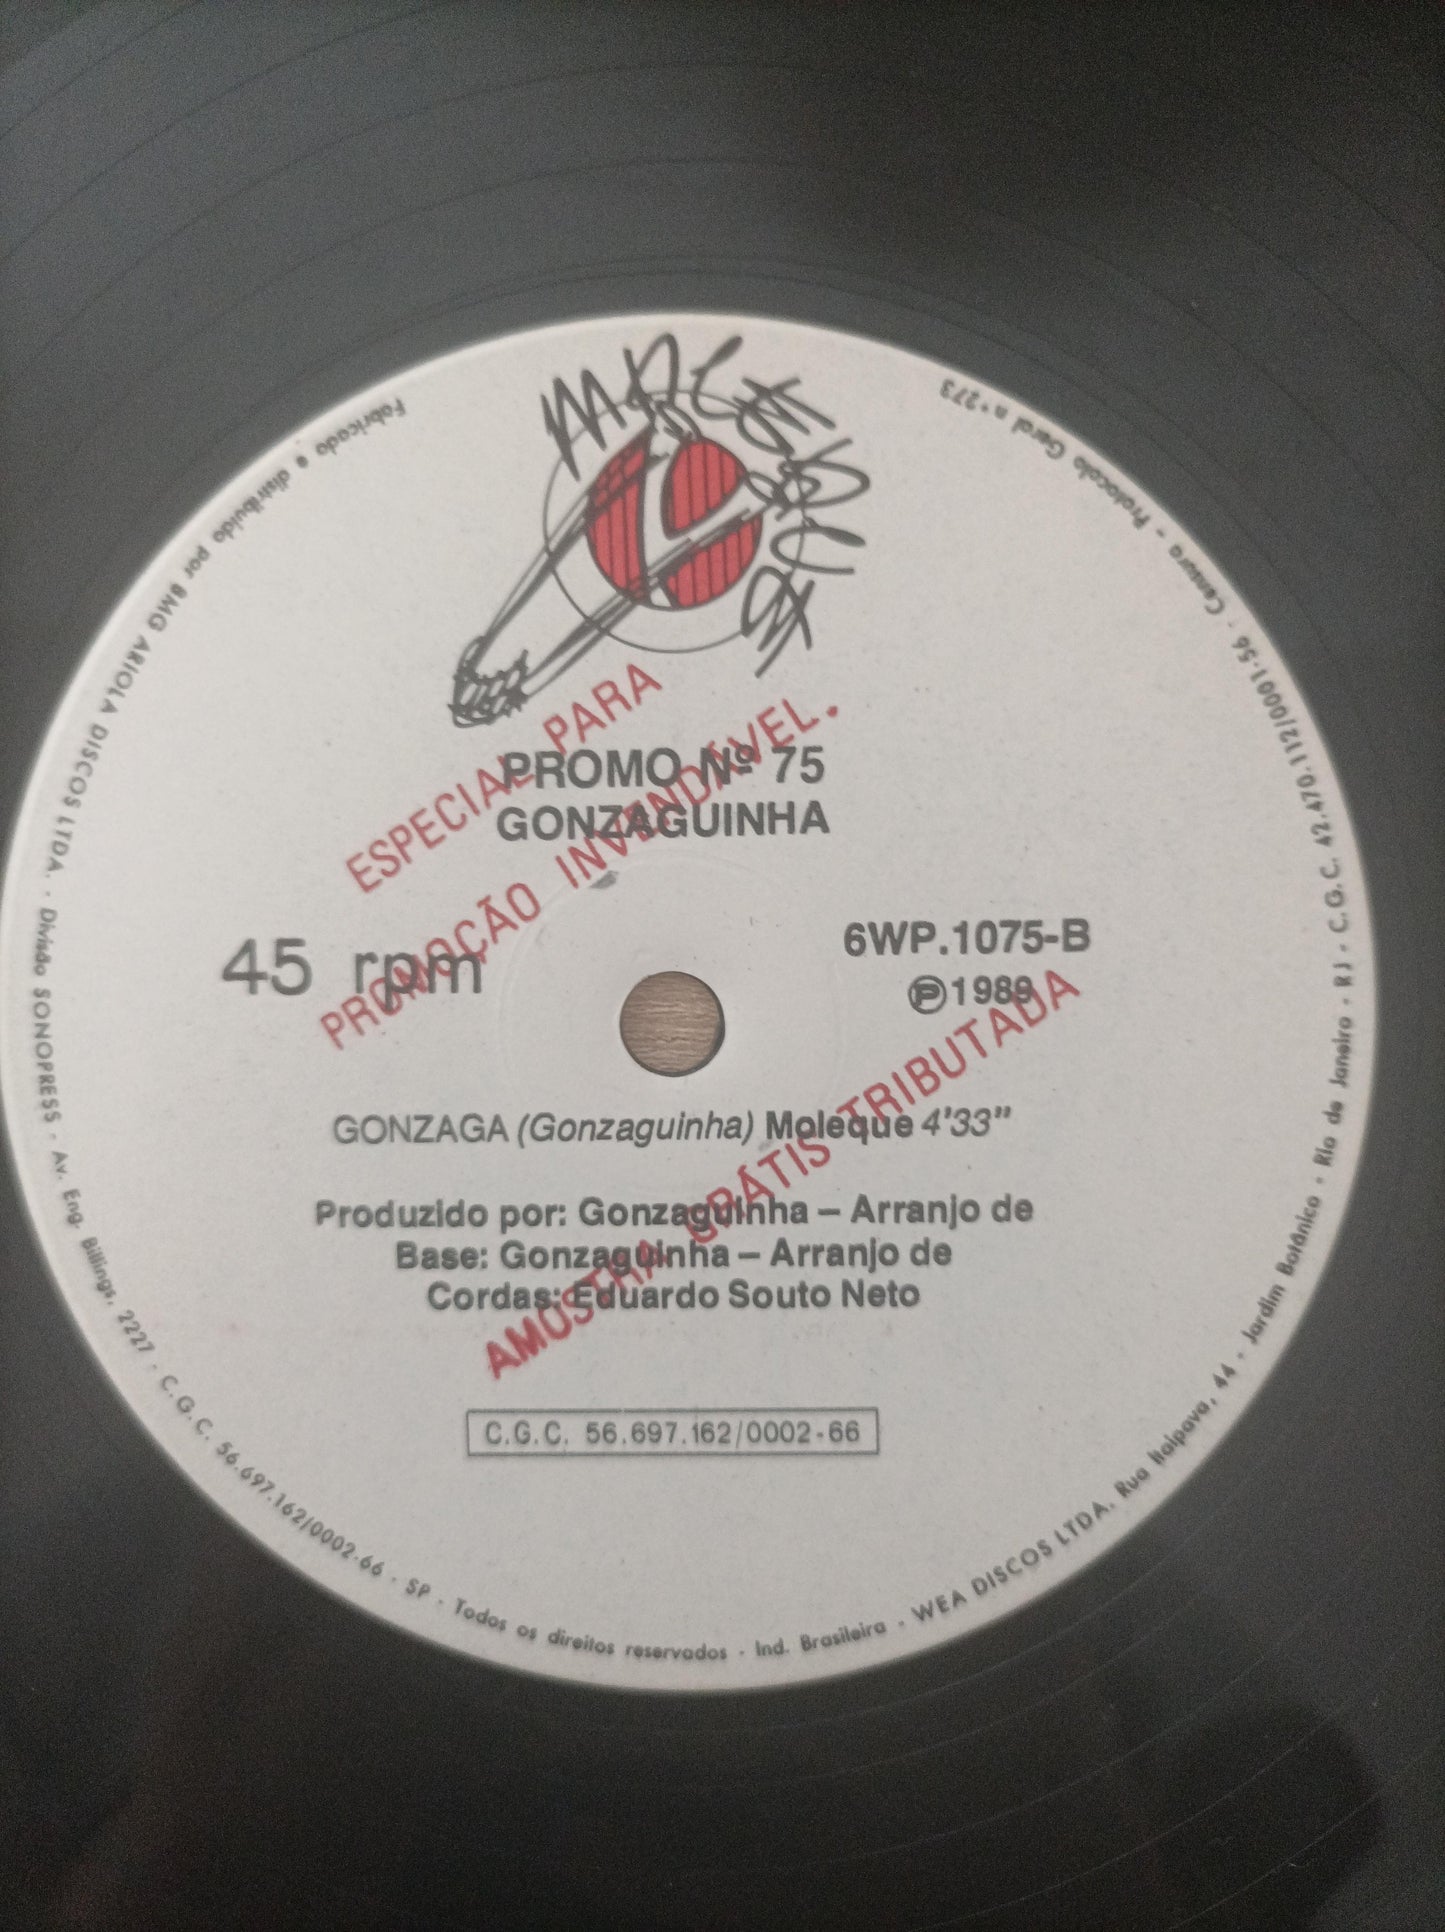 MOLEQUE
ESPECIAL PARA
PROMOÇÃO INVENDÁVEL.
PROMO Nº 75
GONZAGUINHA
45 rpm
6WP.1075-B
Ⓟ1989
AMOSTRA GRÁTIS TRIBUTADA
GONZAGA (Gonzaguinha) Moleque 4'33"
Produzido por: Gonzaguinha – Arranjo de
Base: Gonzaguinha – Arranjo de
Cordas: Eduardo Souto Neto
C.G.C. 56.697.162/0002-66
Fabricado e distribuído por BMG ARIOLA DISCOS LTDA. · Divisão SONOPRESS · Av. Eng. Billings, 2227 · C.G.C. 56.697.162/0002-66 · SP · Todos os direitos reservados · Ind. Brasileira · WEA DISCOS LTDA. Rua Itaipava, 44 · Jardim Botânico · Rio de Janeiro · RJ · C.G.C. 42.470.112/0001-56 · Censura - Protocolo Geral n° 273